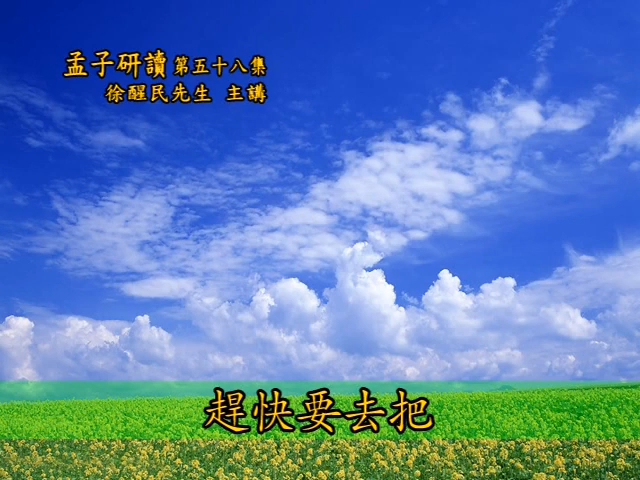 孟子研讀 第五十八集
徐醒民先生 主講
趕快要去把